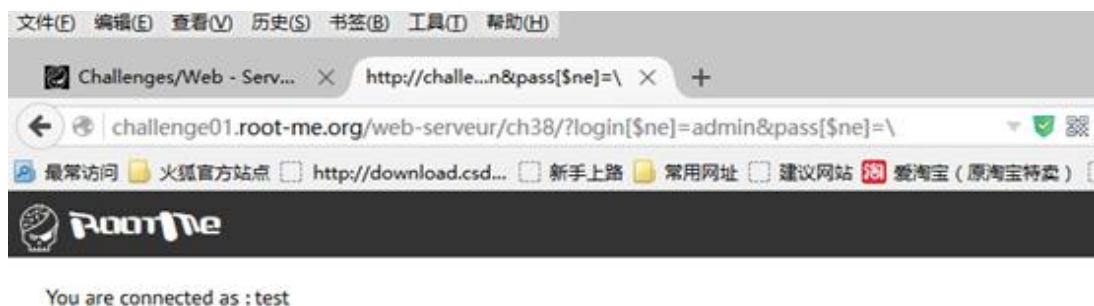 文件(F) 编辑(E) 查看(V) 历史(S) 书签(B) 工具(T) 帮助(H)
Challenges/Web - Serv... × http://challe...n&pass[$ne]=\ × +
challenge01.root-me.org/web-serveur/ch38/?login[$ne]=admin&pass[$ne]=\
最常访问 火狐官方站点 http://download.csd... 新手上路 常用网址 建议网站 淘 爱淘宝（原淘宝特卖）
Root Me
You are connected as : test